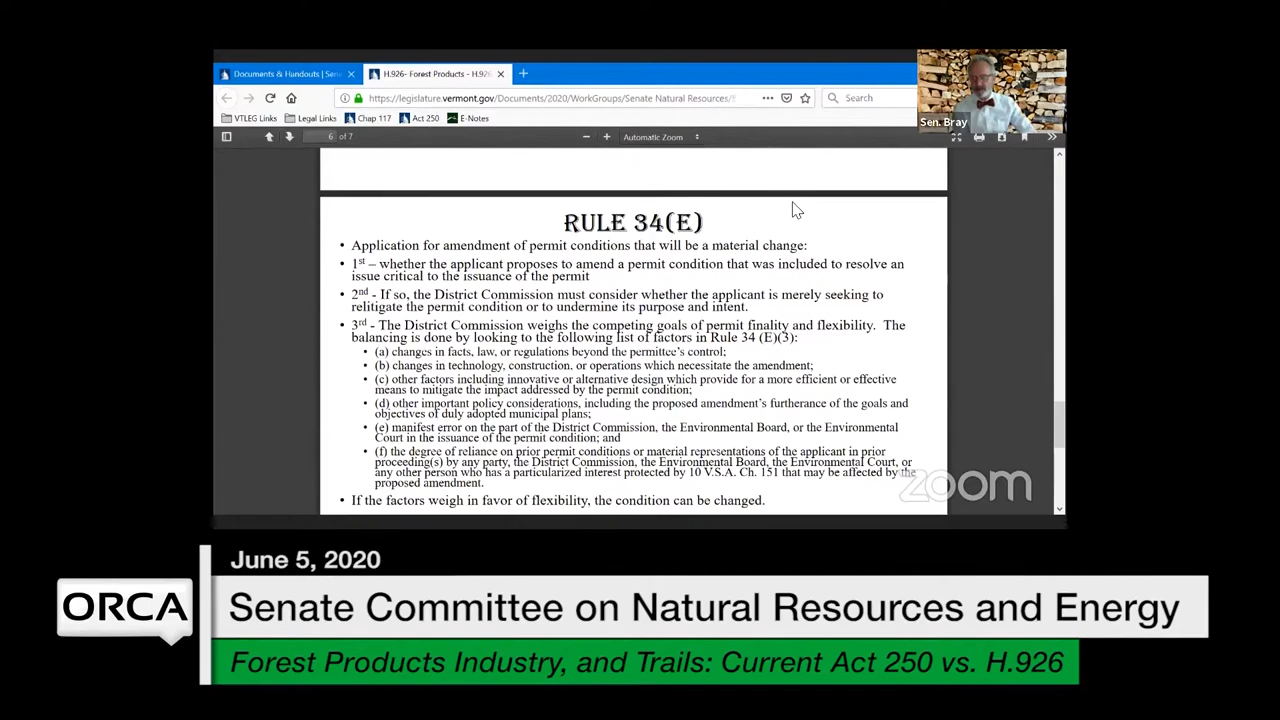 Documents & Handouts | Sen
H.926- Forest Products - H.926
https://legislature.vermont.gov/Documents/2020/WorkGroups/Senate Natural Resources/
Search
VTLEG Links
Legal Links
Chap 117
Act 250
E-Notes
6 of 7
Automatic Zoom
Sen. Bray
RULE 34(E)
• Application for amendment of permit conditions that will be a material change:
• 1st – whether the applicant proposes to amend a permit condition that was included to resolve an
issue critical to the issuance of the permit
• 2nd - If so, the District Commission must consider whether the applicant is merely seeking to
relitigate the permit condition or to undermine its purpose and intent.
• 3rd - The District Commission weighs the competing goals of permit finality and flexibility. The
balancing is done by looking to the following list of factors in Rule 34 (E)(3):
• (a) changes in facts, law, or regulations beyond the permittee's control;
• (b) changes in technology, construction, or operations which necessitate the amendment;
• (c) other factors including innovative or alternative design which provide for a more efficient or effective
means to mitigate the impact addressed by the permit condition;
• (d) other important policy considerations, including the proposed amendment's furtherance of the goals and
objectives of duly adopted municipal plans;
• (e) manifest error on the part of the District Commission, the Environmental Board, or the Environmental
Court in the issuance of the permit condition; and
• (f) the degree of reliance on prior permit conditions or material representations of the applicant in prior
proceeding(s) by any party, the District Commission, the Environmental Board, the Environmental Court, or
any other person who has a particularized interest protected by 10 V.S.A. Ch. 151 that may be affected by the
proposed amendment.
• If the factors weigh in favor of flexibility, the condition can be changed.
zoom
June 5, 2020
ORCA
Senate Committee on Natural Resources and Energy
Forest Products Industry, and Trails: Current Act 250 vs. H.926